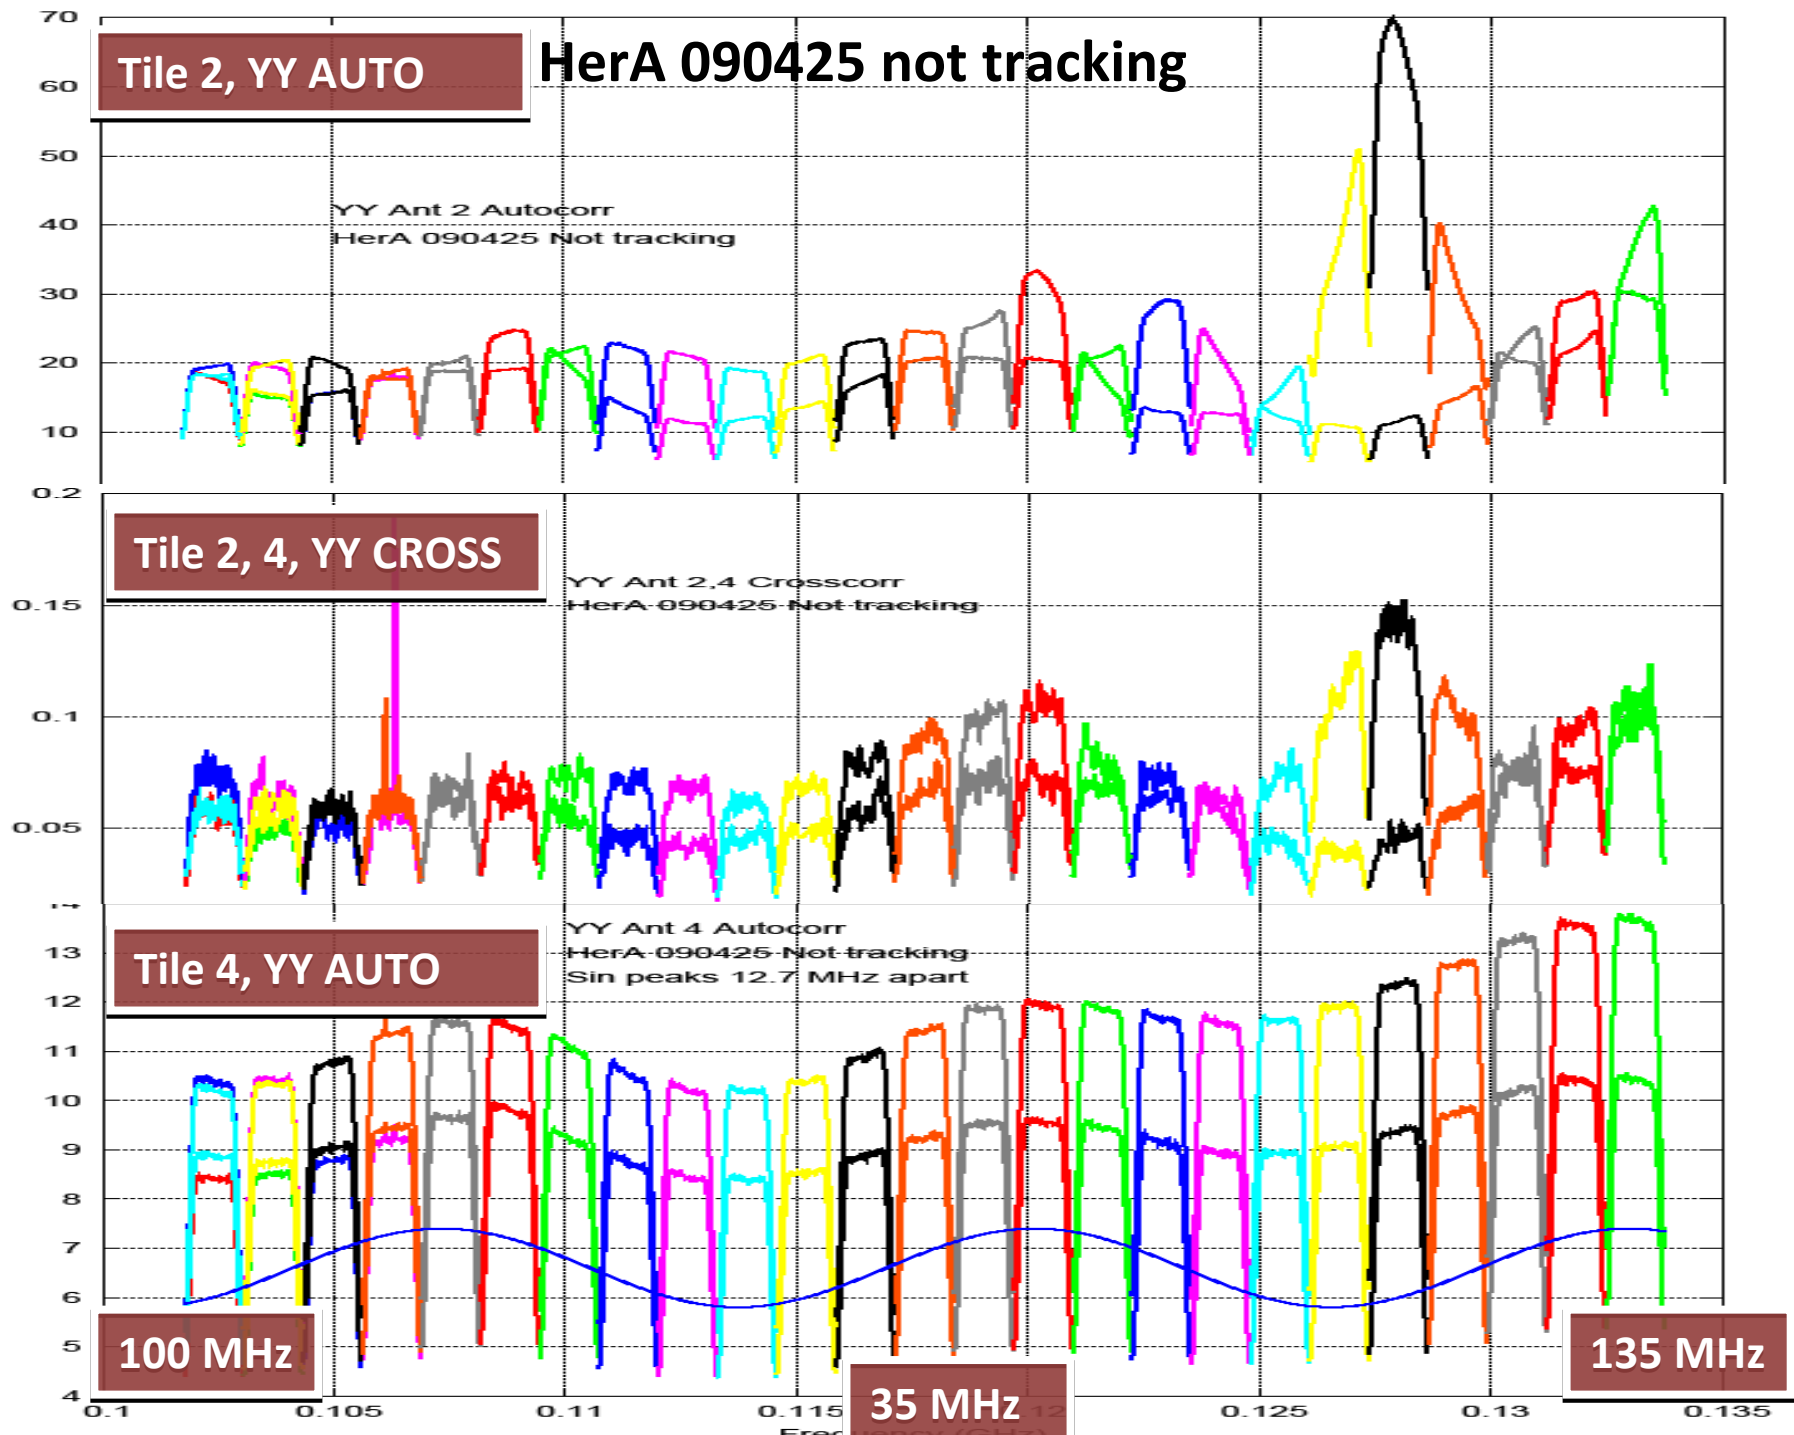 70
Tile 2, YY AUTO
HerA 090425 not tracking
60
50
YY Ant 2 Autocorr
40
HerA 090425 Not tracking
30
20
10
0.2
Tile 2, 4, YY CROSS
YY Ant 2,4 Crosscorr
0.15
HerA 090425 Not tracking
0.1
0.05
14
YY Ant 4 Autocorr
Tile 4, YY AUTO
13
HerA 090425 Not tracking
Sin peaks 12.7 MHz apart
12
11
10
9
8
7
6
100 MHz
135 MHz
5
35 MHz
4
0.1
0.105
0.11
0.115
0.125
0.13
0.135